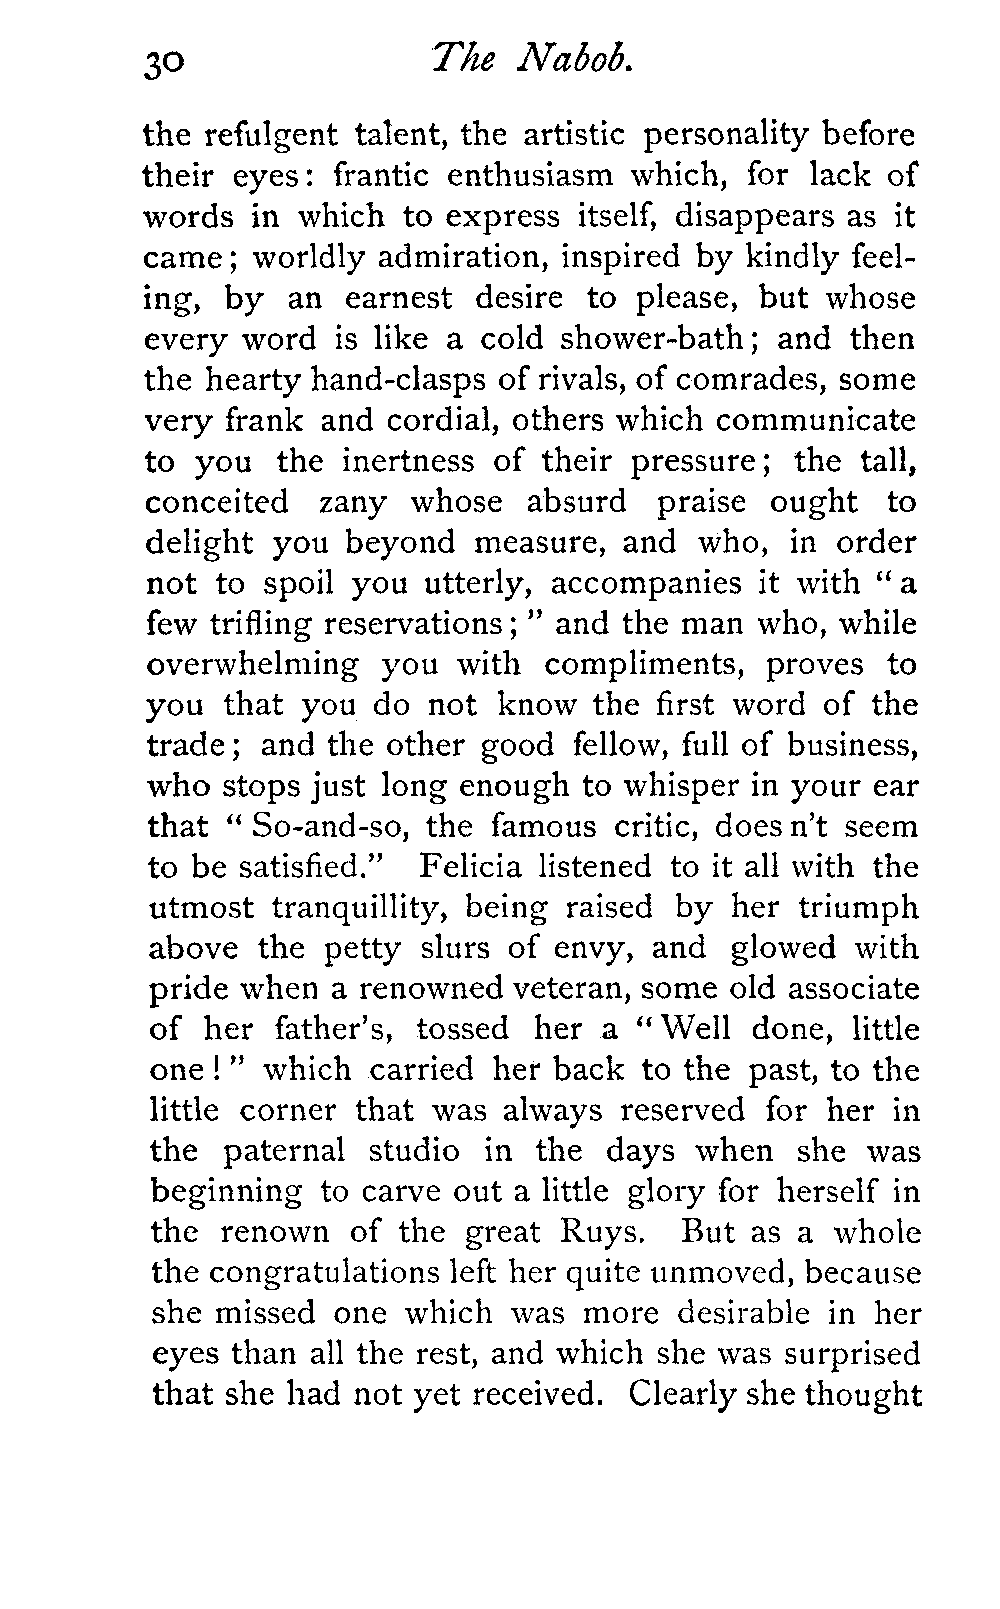 30 The Nabob.
the refulgent talent, the artistic personality before
their eyes: frantic enthusiasm which, for lack of
words in which to express itself, disappears as it
came; worldly admiration, inspired by kindly feel-
ing, by an earnest desire to please, but whose
every word is like a cold shower-bath; and then
the hearty hand-clasps of rivals, of comrades, some
very frank and cordial, others which communicate
to you the inertness of their pressure; the tall,
conceited zany whose absurd praise ought to
delight you beyond measure, and who, in order
not to spoil you utterly, accompanies it with “a
few trifling reservations;” and the man who, while
overwhelming you with compliments, proves to
you that you do not know the first word of the
trade; and the other good fellow, full of business,
who stops just long enough to whisper in your ear
that “So-and-so, the famous critic, does n't seem
to be satisfied.” Felicia listened to it all with the
utmost tranquillity, being raised by her triumph
above the petty slurs of envy, and glowed with
pride when a renowned veteran, some old associate
of her father's, tossed her a “Well done, little
one!” which carried her back to the past, to the
little corner that was always reserved for her in
the paternal studio in the days when she was
beginning to carve out a little glory for herself in
the renown of the great Ruys. But as a whole
the congratulations left her quite unmoved, because
she missed one which was more desirable in her
eyes than all the rest, and which she was surprised
that she had not yet received. Clearly she thought